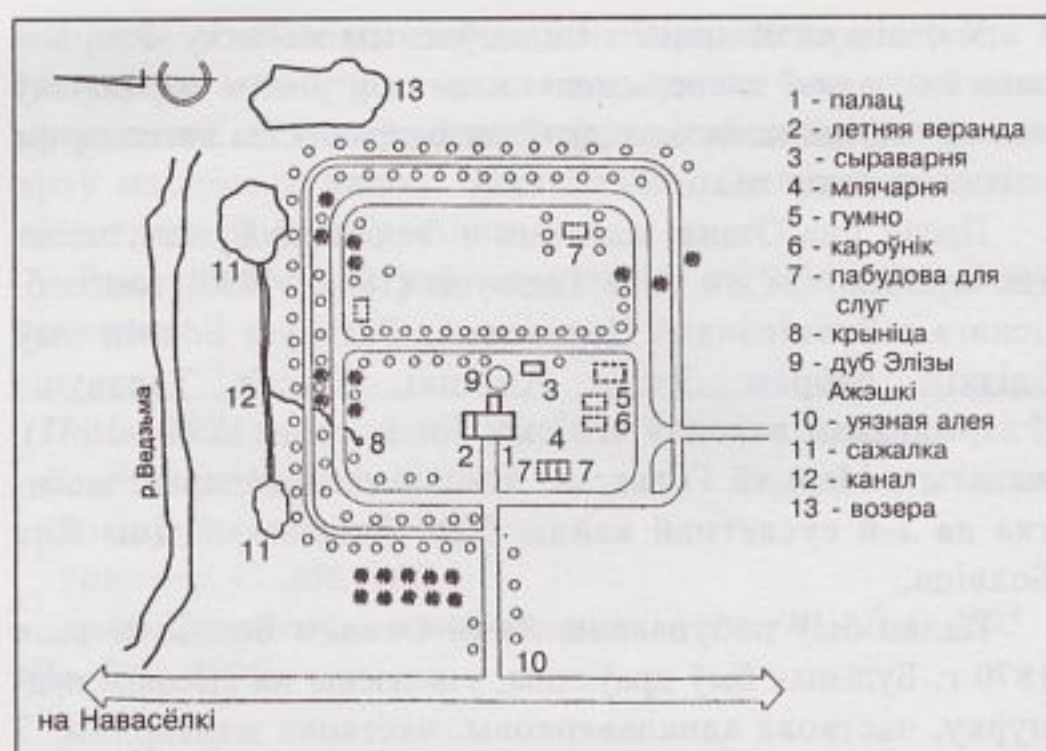 13
1 - палац
2 - летняя веранда
3 - сыраварня
4 - млячарня
5 - гумно
6 - кароўнік
7 - пабудова для
слуг
8 - крыніца
9 - дуб Элізы
Ажэшкі
10 - уязная алея
11 - сажалка
12 - канал
13 - возера
7
11
р.Ведзьма
9
3
5
12
6
8
2
1
4
7
7
11
10
на Навасёлкі